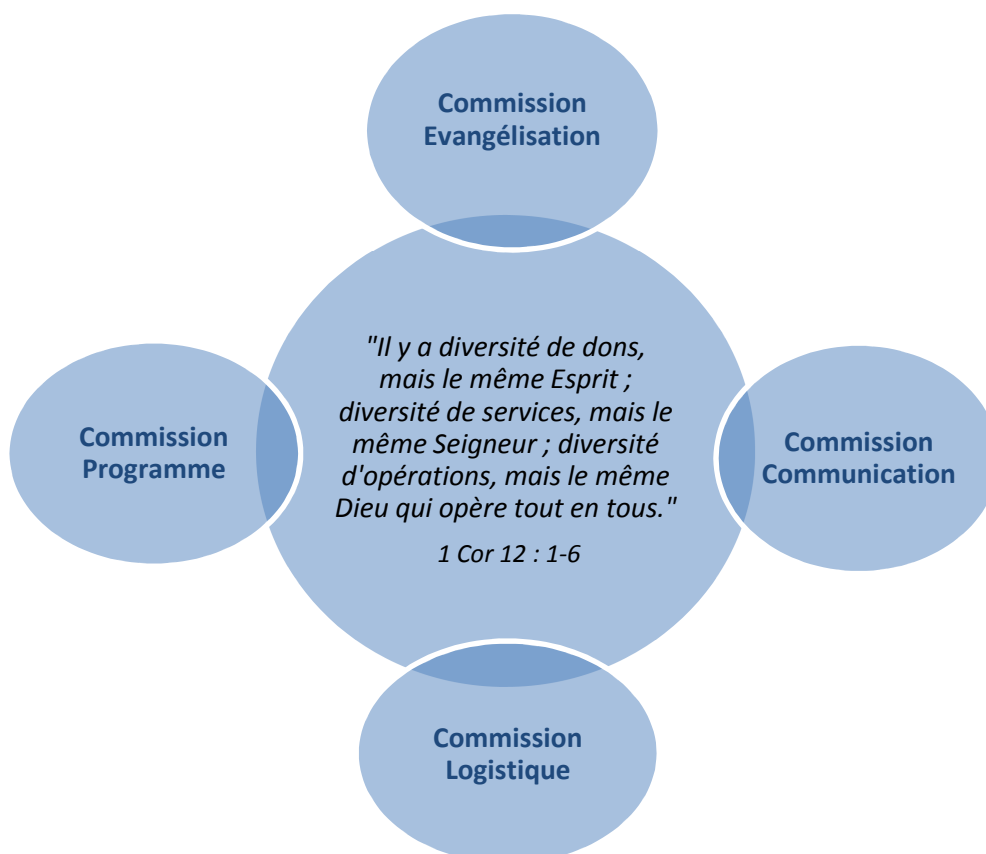 Commission
Evangélisation
"Il y a diversité de dons,
mais le même Esprit ;
diversité de services, mais le
même Seigneur ; diversité
d'opérations, mais le même
Dieu qui opère tout en tous."
1 Cor 12 : 1-6
Commission
Programme
Commission
Communication
Commission
Logistique